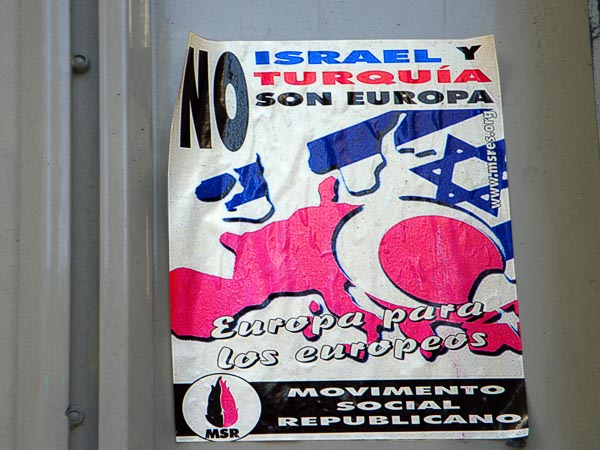 NO ISRAEL Y
TURQUÍA
SON EUROPA
www.msres.org
Europa para
los europeos
MOVIMENTO
SOCIAL
REPUBLICANO
MSR